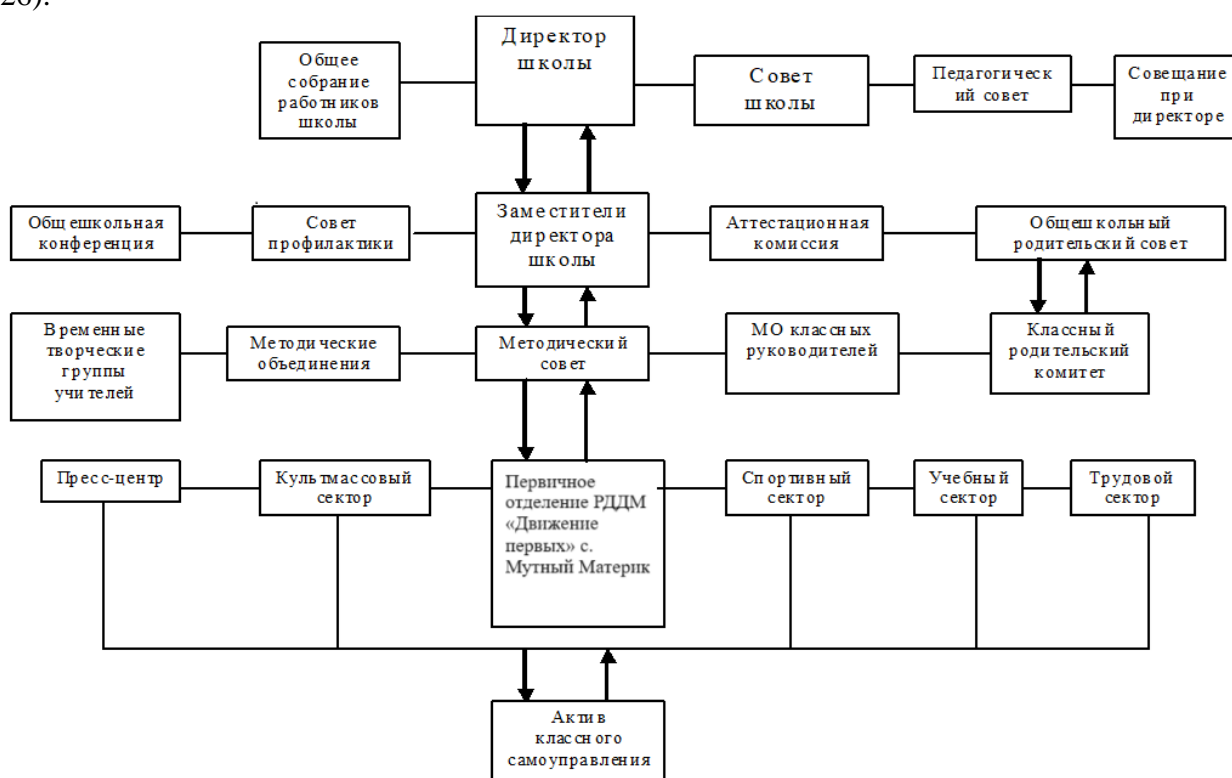 26).
Общее
собрание
работников
школы
Директор
школы
Совет
школы
Педагогическ
ий совет
Совещание
при
директоре
Общешкольная
конференция
Совет
профилактики
Заместители
директора
школы
Аттестационная
комиссия
Общешкольный
родительский совет
Временные
творческие
группы
учителей
Методические
объединения
Методический
совет
МО классных
руководителей
Классный
родительский
комитет
Пресс-центр
Культмассовый
сектор
Первичное
отделение РДДМ
«Движение
первых» с.
Мутный Материк
Спортивный
сектор
Учебный
сектор
Трудовой
сектор
Актив
классного
самоуправления